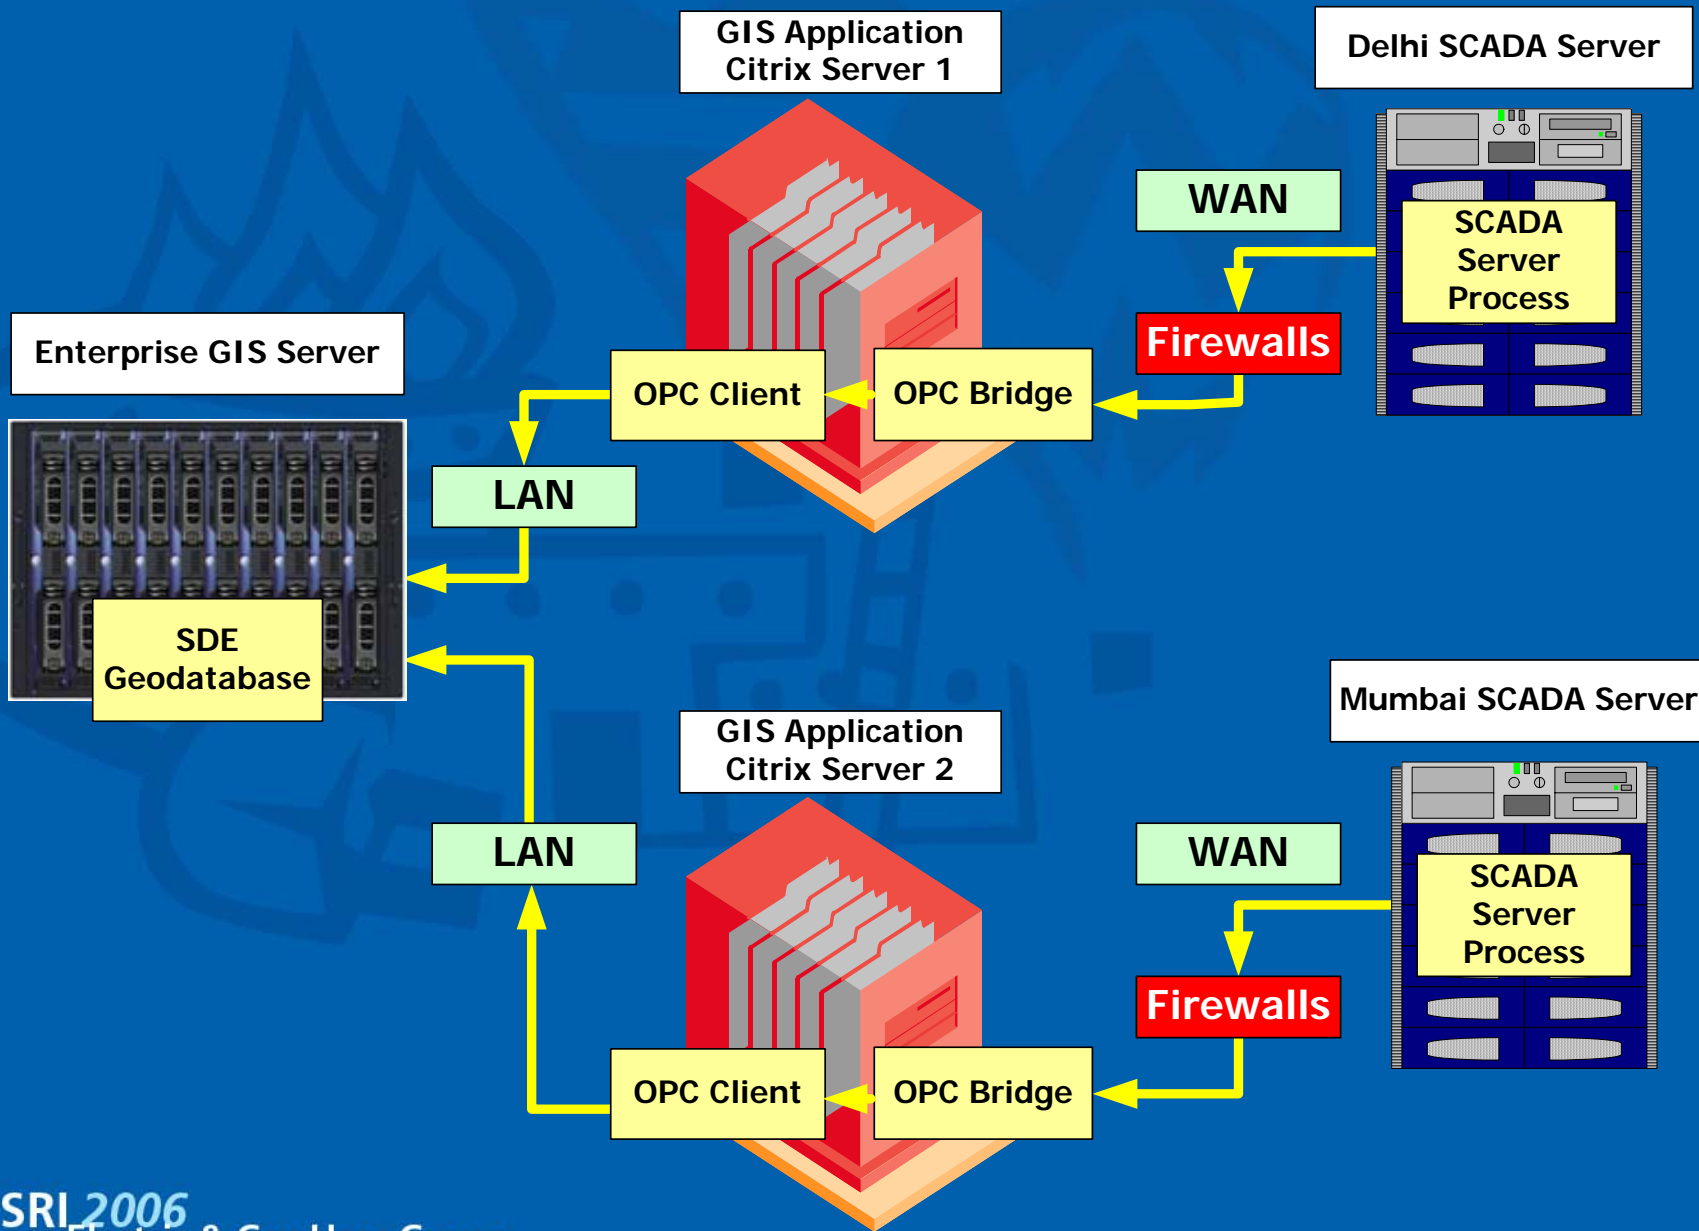 GIS Application
Citrix Server 1
Delhi SCADA Server
WAN
SCADA
Server
Process
Firewalls
Enterprise GIS Server
OPC Client
OPC Bridge
LAN
SDE
Geodatabase
Mumbai SCADA Server
GIS Application
Citrix Server 2
LAN
WAN
SCADA
Server
Process
Firewalls
OPC Client
OPC Bridge
SRI 2006